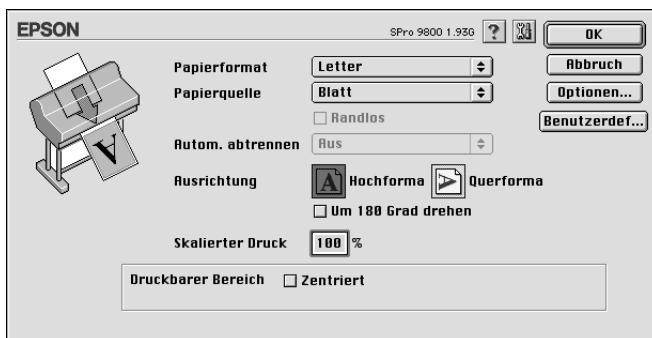 EPSON
SPro 9800 1.93G
?
OK
Papierformat
Letter
Abbruch
Papierquelle
Blatt
Optionen...
Randlos
Benutzerdef...
Autom. abtrennen
Aus
Ausrichtung
A
Hochforma
A
Querforma
Um 180 Grad drehen
Skalierter Druck
100 %
Druckbarer Bereich
Zentriert
A